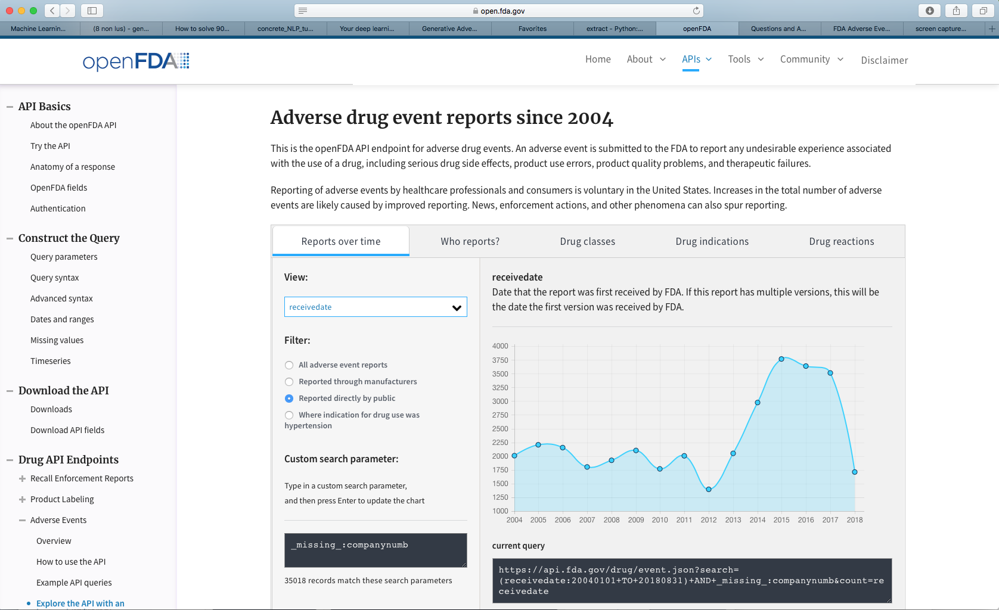 open.fda.gov
Machine Learnin...
(8 non lus) - gen...
How to solve 90...
concrete_NLP_tu...
Your deep learni...
Generative Adve...
Favorites
extract - Python:...
openFDA
Questions and A...
FDA Adverse Eve...
screen capture...
openFDA
Home
About
APIs
Tools
Community
Disclaimer
API Basics
About the openFDA API
Try the API
Anatomy of a response
OpenFDA fields
Authentication
Construct the Query
Query parameters
Query syntax
Advanced syntax
Dates and ranges
Missing values
Timeseries
Download the API
Downloads
Download API fields
Drug API Endpoints
Recall Enforcement Reports
Product Labeling
Adverse Events
Overview
How to use the API
Example API queries
Explore the API with an
Adverse drug event reports since 2004
This is the openFDA API endpoint for adverse drug events. An adverse event is submitted to the FDA to report any undesirable experience associated
with the use of a drug, including serious drug side effects, product use errors, product quality problems, and therapeutic failures.
Reporting of adverse events by healthcare professionals and consumers is voluntary in the United States. Increases in the total number of adverse
events are likely caused by improved reporting. News, enforcement actions, and other phenomena can also spur reporting.
Reports over time
Who reports?
Drug classes
Drug indications
Drug reactions
View:
receivedate
Filter:
All adverse event reports
Reported through manufacturers
Reported directly by public
Where indication for drug use was
hypertension
Custom search parameter:
Type in a custom search parameter,
and then press Enter to update the chart
_missing_:companynumb
35018 records match these search parameters
receivedate
Date that the report was first received by FDA. If this report has multiple versions, this will be
the date the first version was received by FDA.
4000
3750
3500
3250
3000
2750
2500
2250
2000
1750
1500
1250
1000
2004 2005 2006 2007 2008 2009 2010 2011 2012 2013 2014 2015 2016 2017 2018
current query
https://api.fda.gov/drug/event.json?search=
(receivedate:20040101+TO+20180831)+AND+_missing_:companynumb&count=re
ceivedate